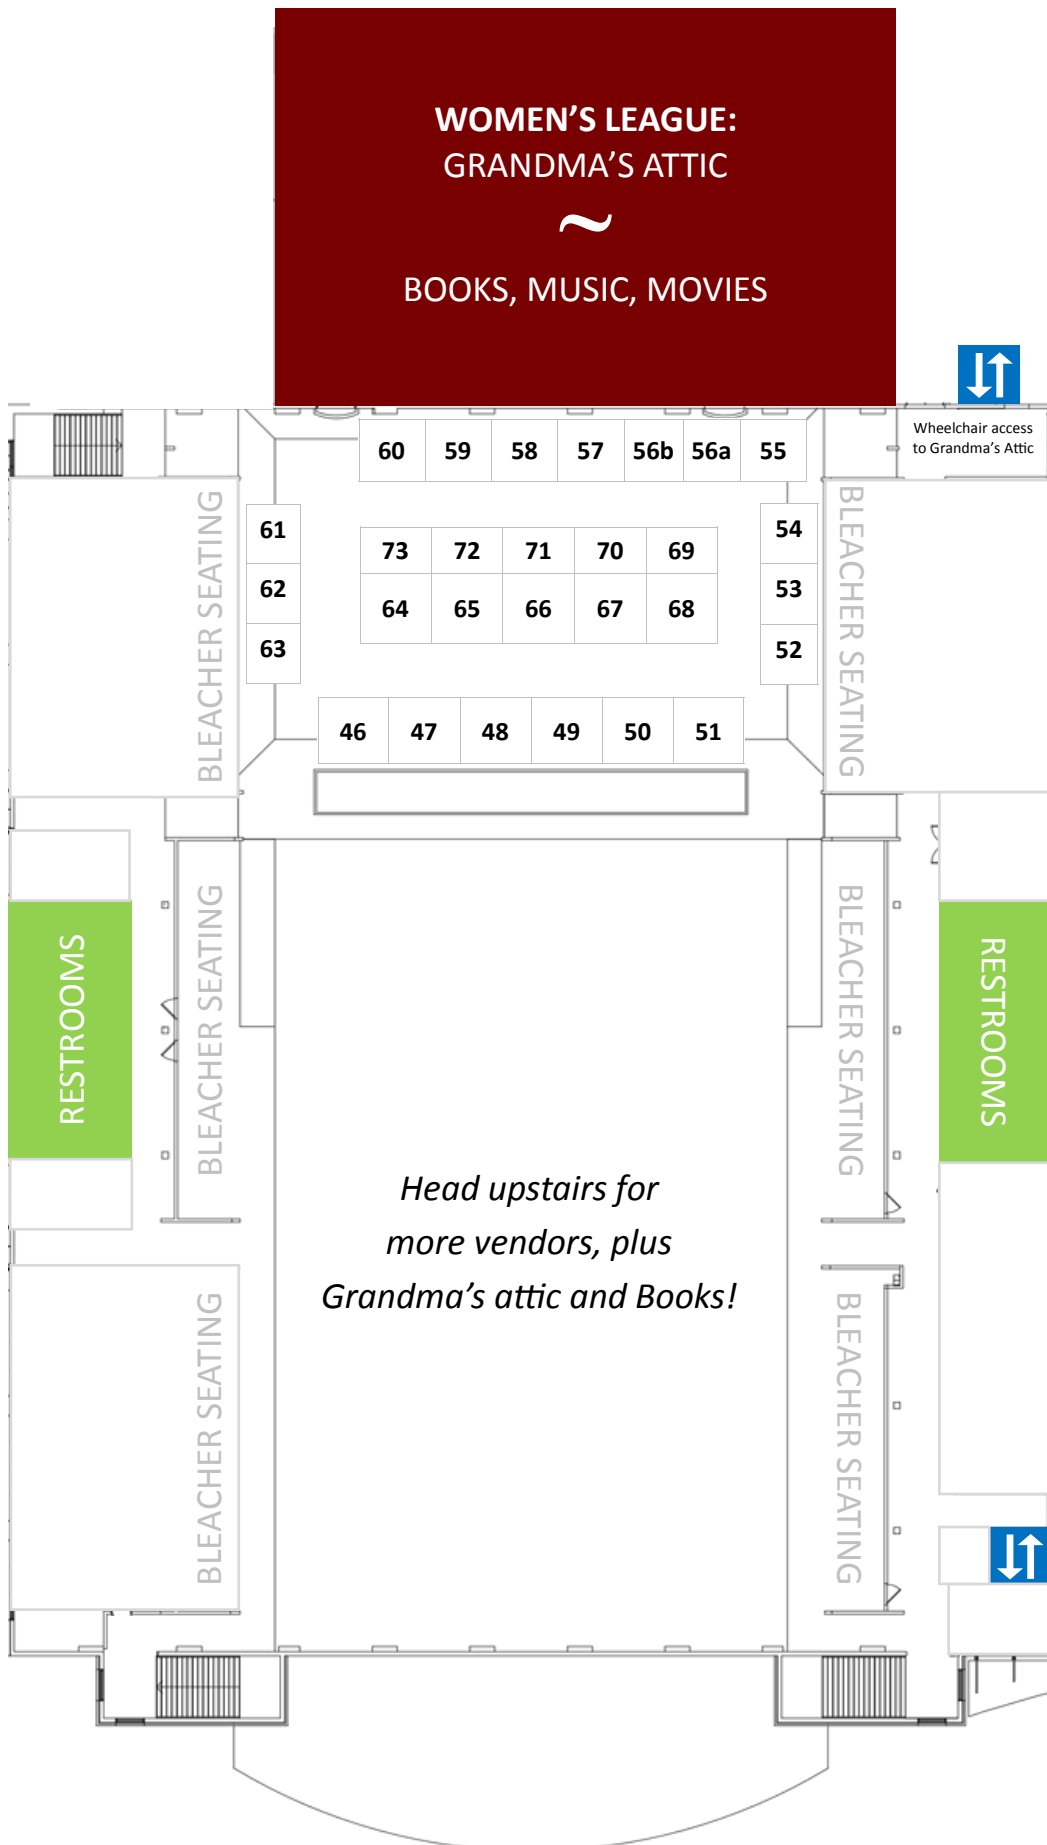 WOMEN’S LEAGUE:
GRANDMA’S ATTIC
~
BOOKS, MUSIC, MOVIES
Wheelchair access
to Grandma’s Attic
60 59 58 57 56b 56a 55
BLEACHER SEATING
BLEACHER SEATING
61
62
63
54
53
52
73 72 71 70 69
64 65 66 67 68
46 47 48 49 50 51
RESTROOMS
BLEACHER SEATING
BLEACHER SEATING
RESTROOMS
Head upstairs for
more vendors, plus
Grandma’s attic and Books!
BLEACHER SEATING
BLEACHER SEATING